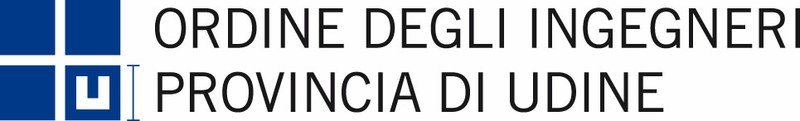 ORDINE DEGLI INGEGNERI
PROVINCIA DI UDINE
U